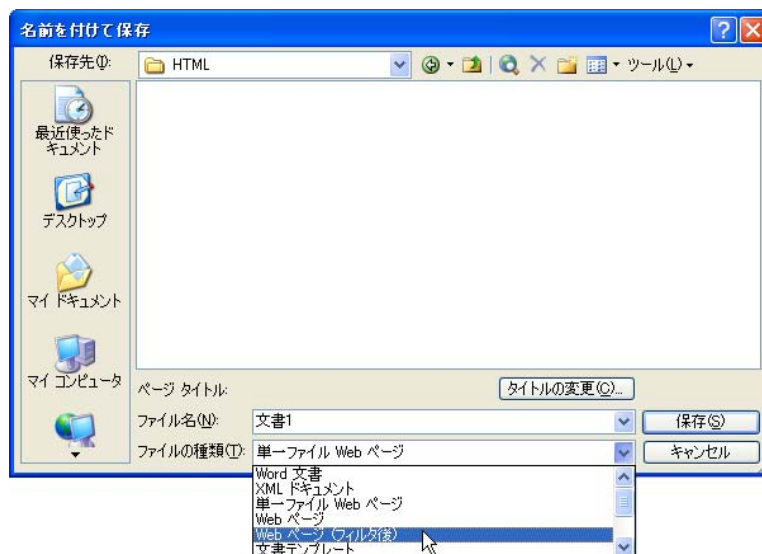 名前を付けて保存
保存先(I):
HTML
ツール(L)
最近使ったド
キュメント
デスクトップ
マイ ドキュメント
マイ コンピュータ
ページ タイトル:
タイトルの変更(C)...
ファイル名(N):
文書1
保存(S)
ファイルの種類(T):
単一ファイル Web ページ
キャンセル
Word 文書
XML ドキュメント
単一ファイル Web ページ
Web ページ
Web ページ (フィルタ後)
文書テンプレート